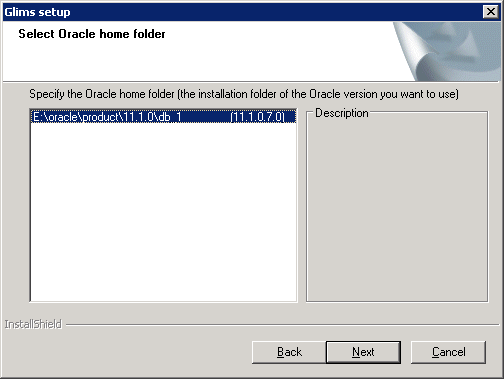 Glims setup
Select Oracle home folder
Specify the Oracle home folder (the installation folder of the Oracle version you want to use)
E:\oracle\product\11.1.0\db_1 (11.1.0.7.0)
Description
InstallShield
Back
Next
Cancel